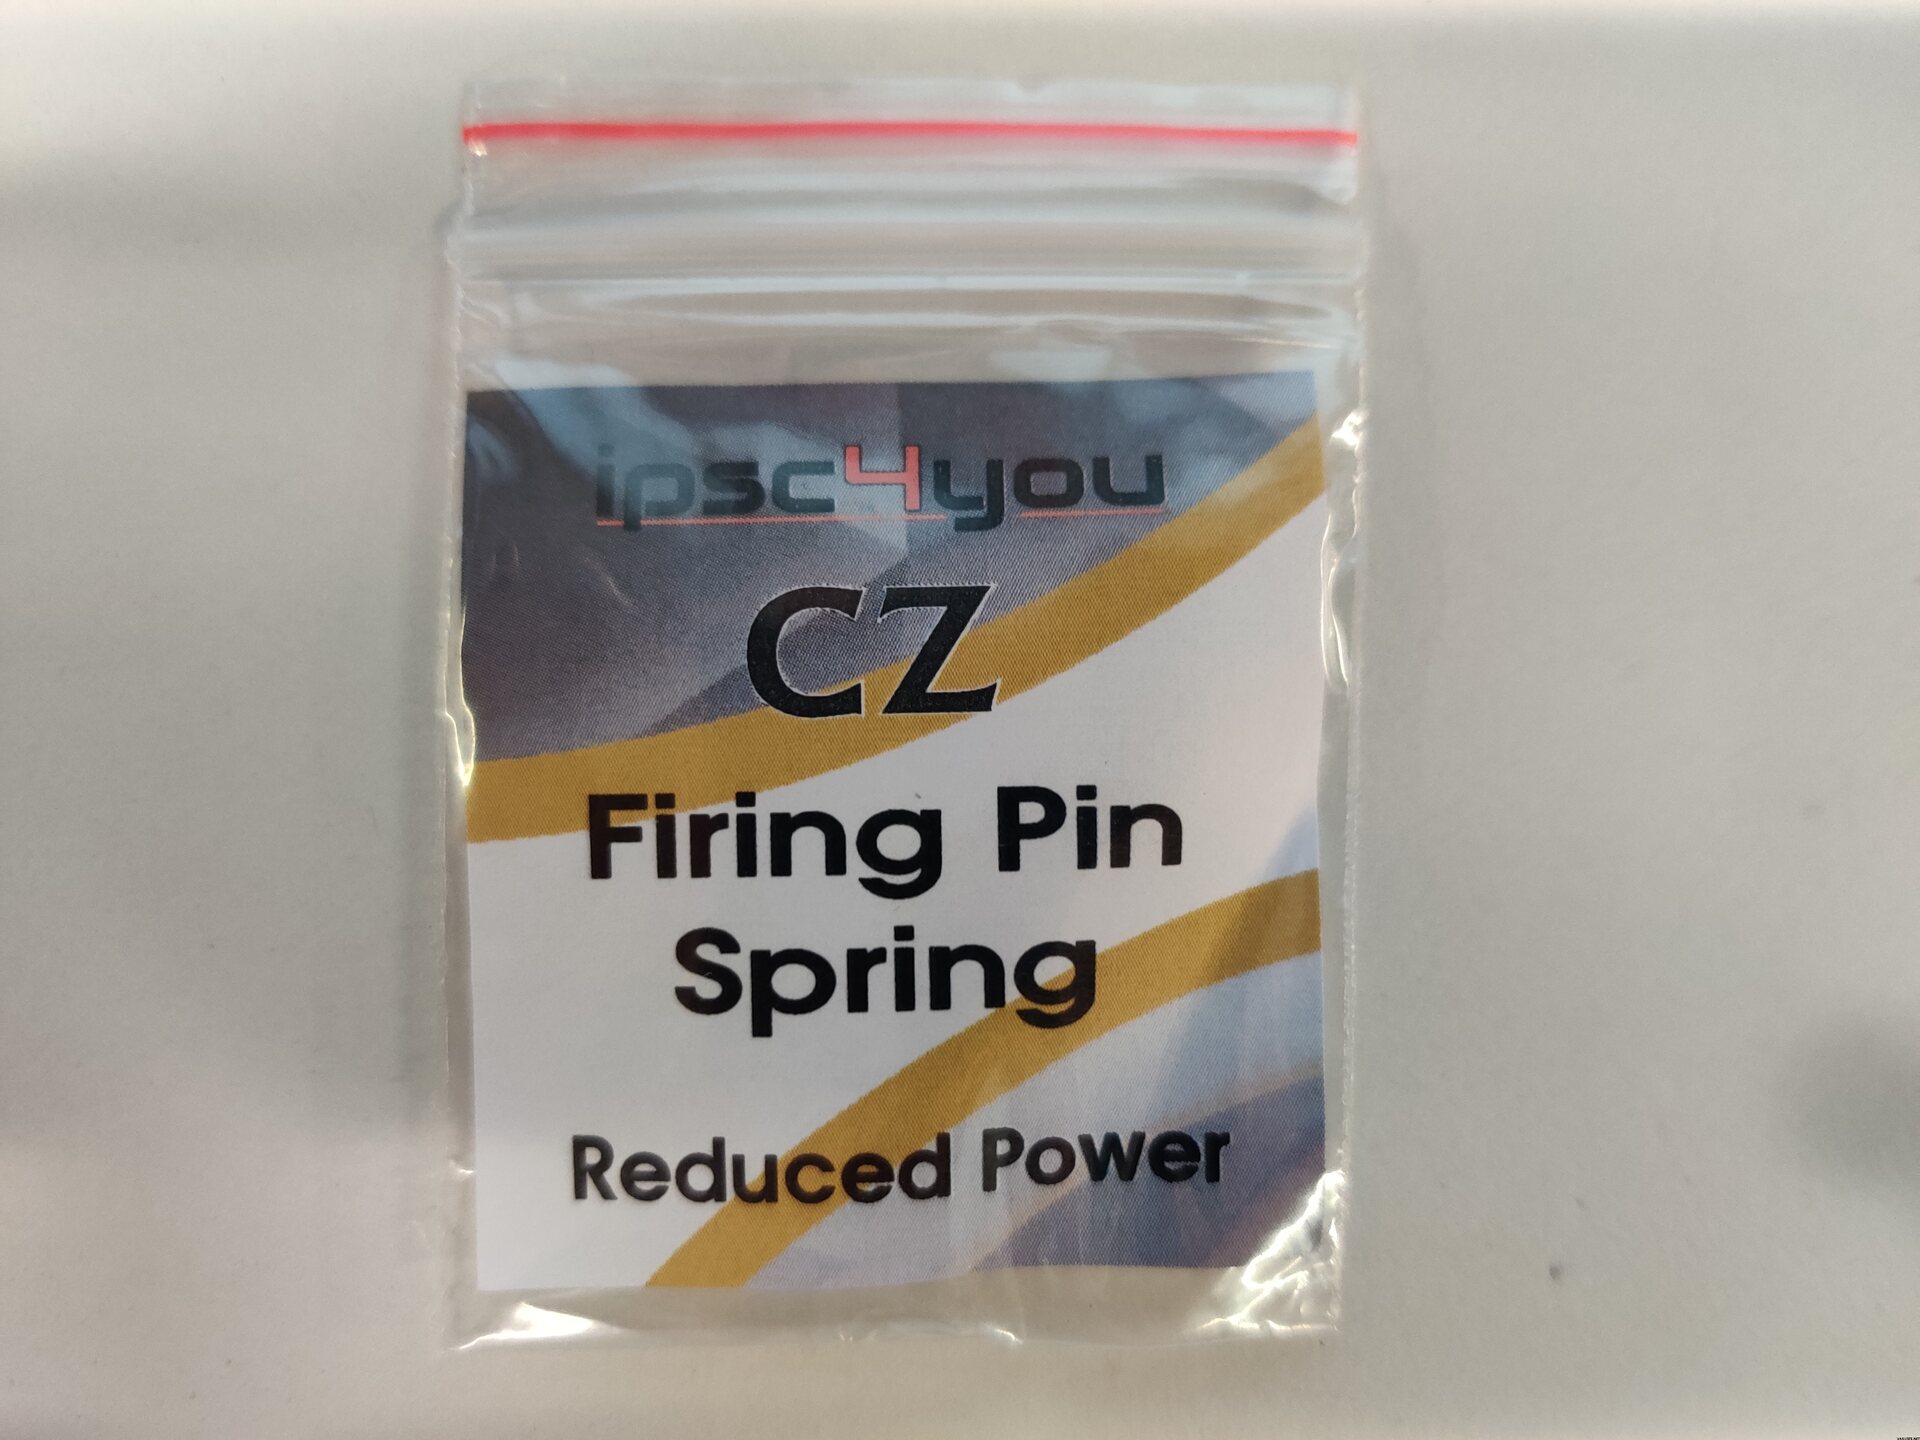 ipsc4you
CZ
Firing Pin
Spring
Reduced Power